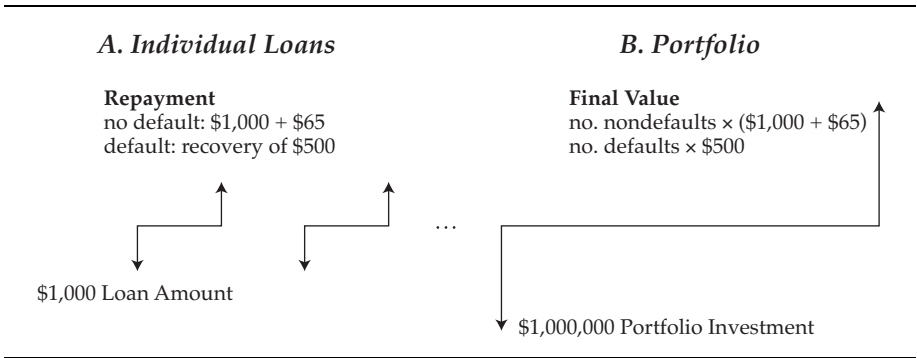 A. Individual Loans
Repayment
no default: $1,000 + $65
default: recovery of $500
$1,000 Loan Amount
...
B. Portfolio
Final Value
no. nondefaults × ($1,000 + $65)
no. defaults × $500
$1,000,000 Portfolio Investment